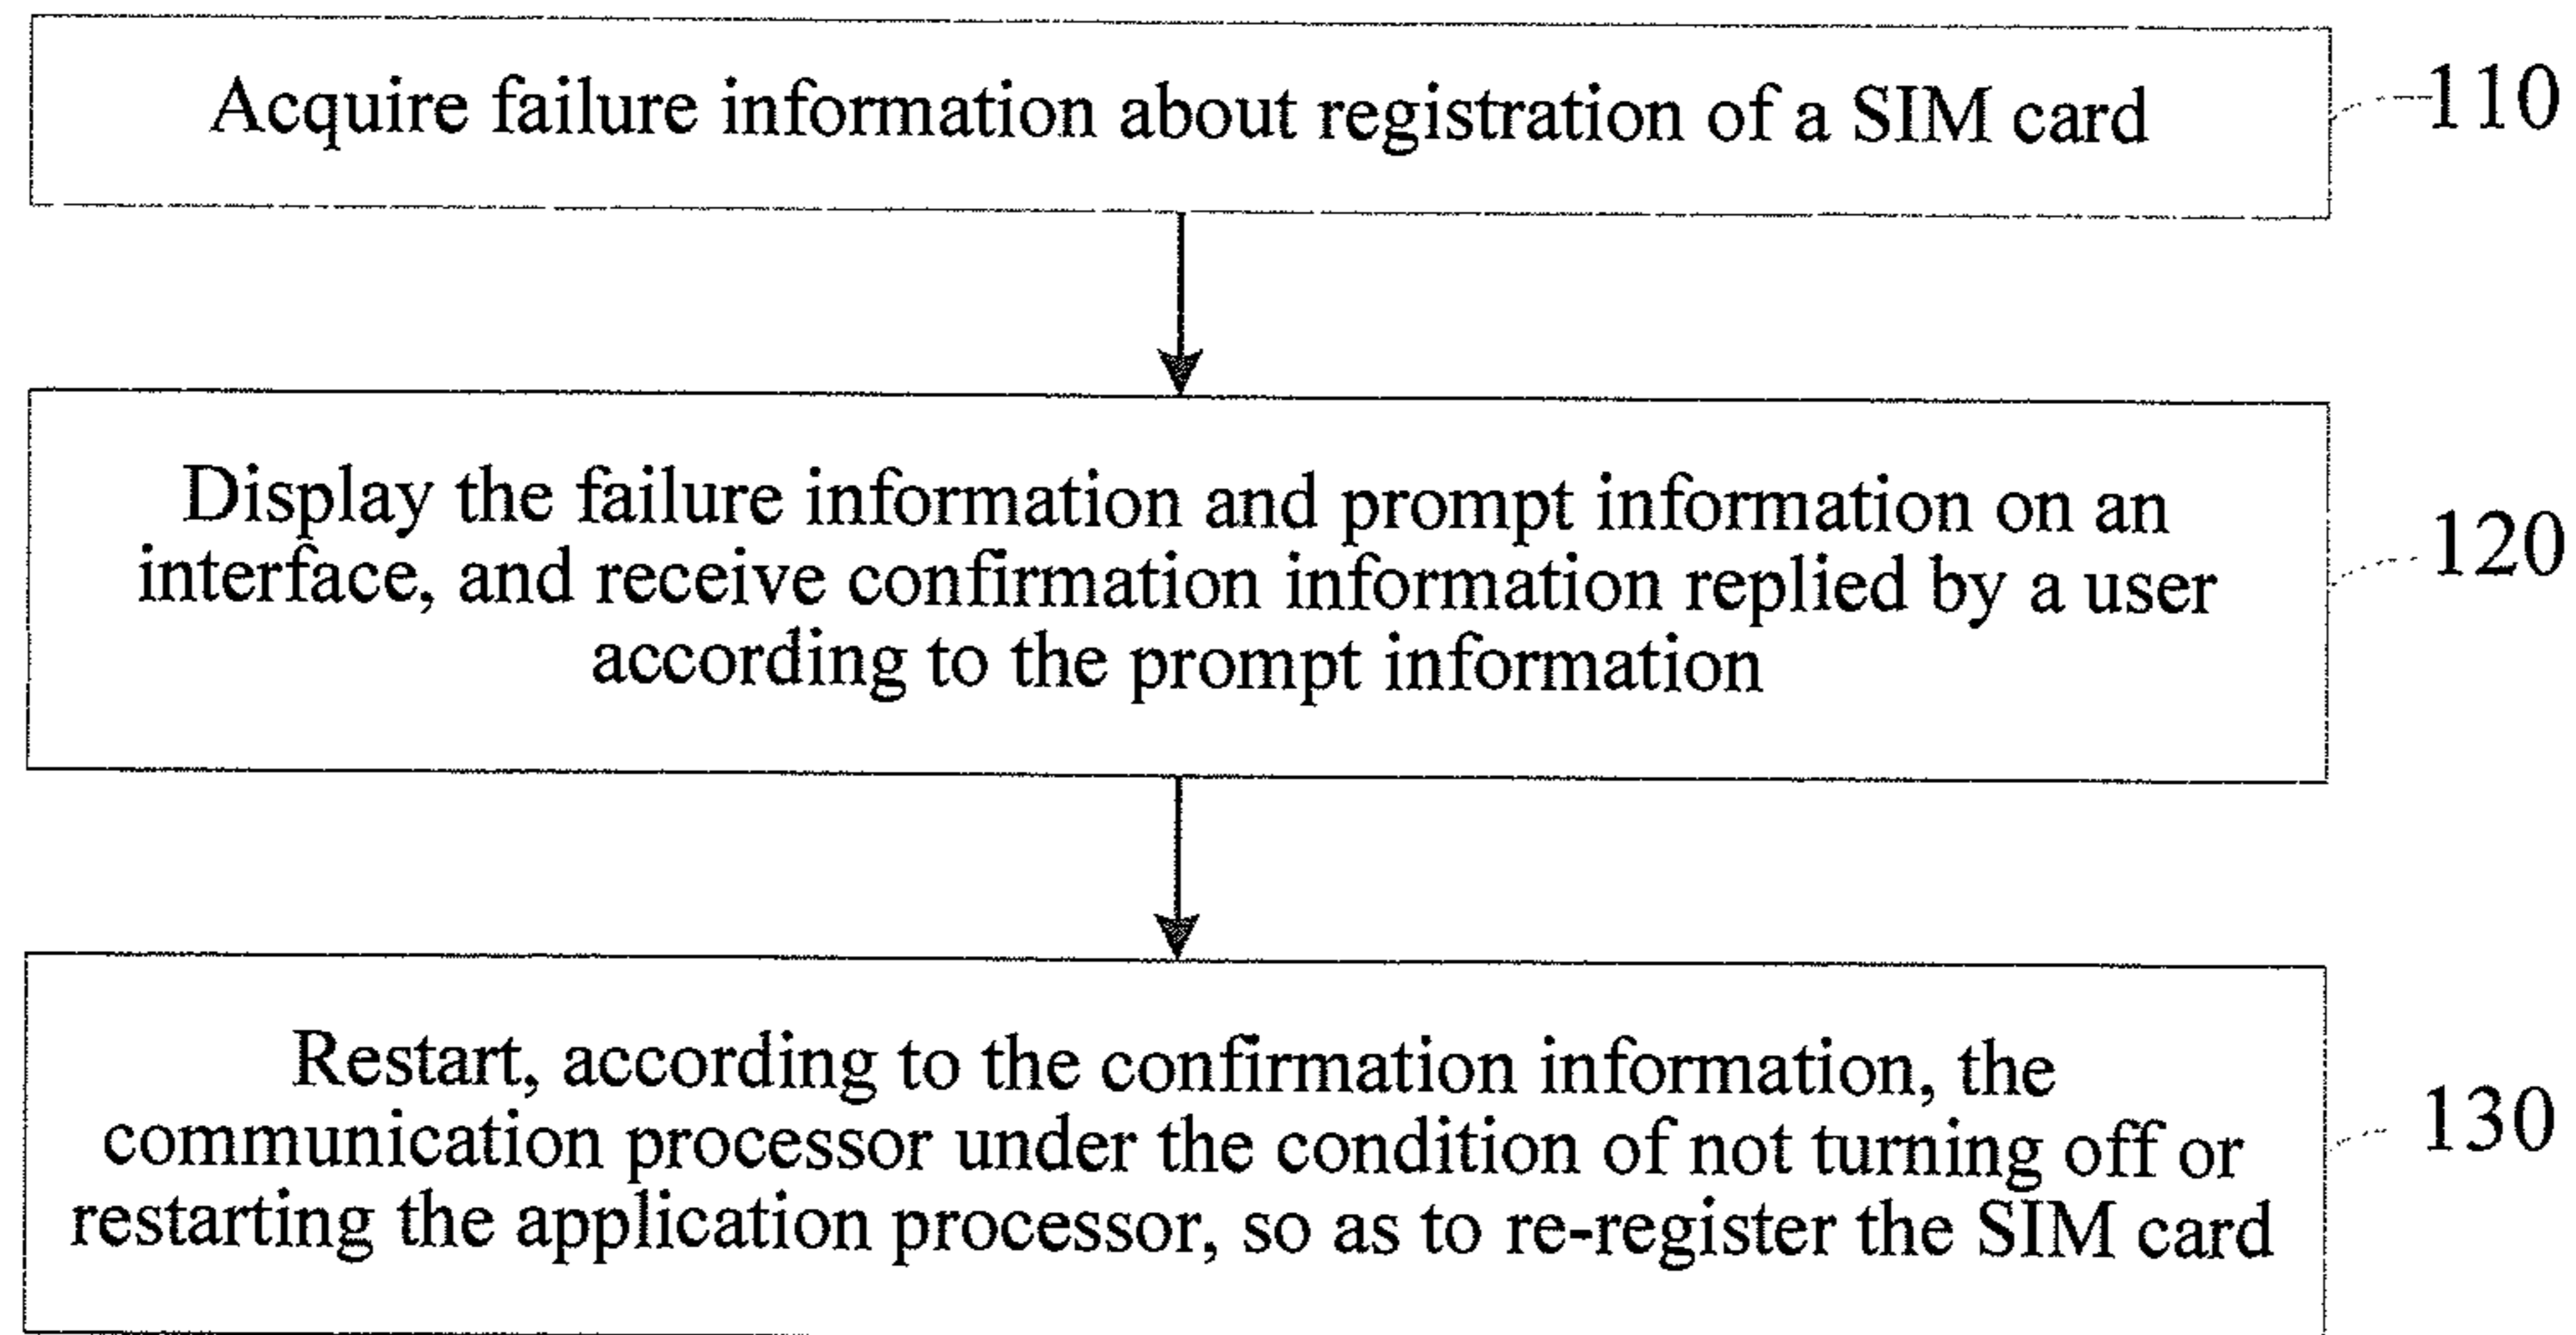 Acquire failure information about registration of a SIM card
110
Display the failure information and prompt information on an
interface, and receive confirmation information replied by a user
according to the prompt information
120
Restart, according to the confirmation information, the
communication processor under the condition of not turning off or
restarting the application processor, so as to re-register the SIM card
130